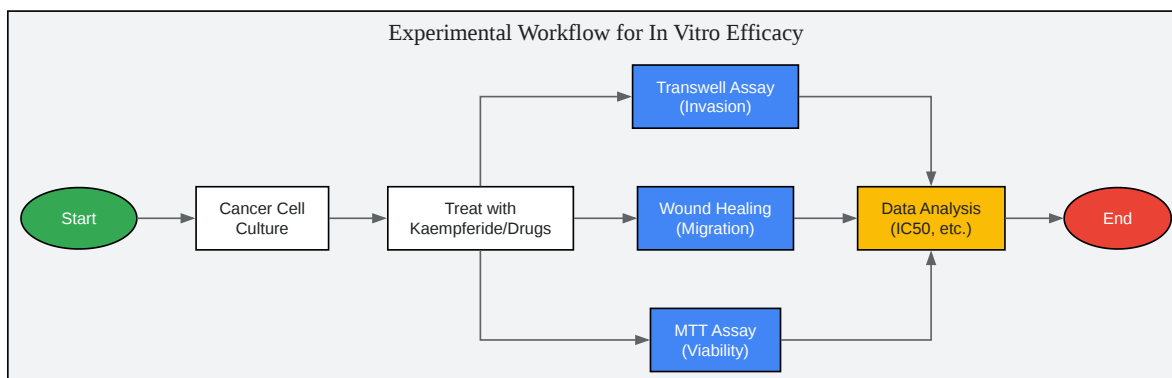 Experimental Workflow for In Vitro Efficacy
Start
Cancer Cell
Culture
Treat with
Kaempferide/Drugs
Transwell Assay
(Invasion)
Wound Healing
(Migration)
MTT Assay
(Viability)
Data Analysis
(IC50, etc.)
End